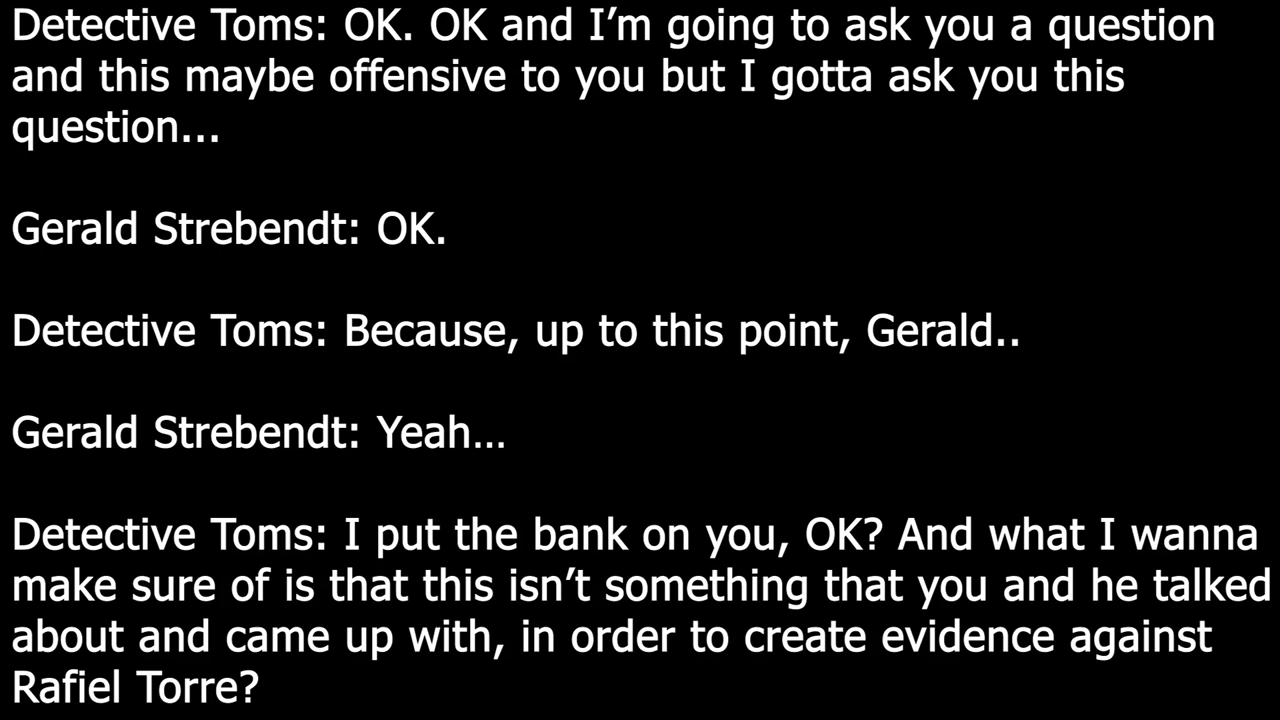 Detective Toms: OK. OK and I’m going to ask you a question
and this maybe offensive to you but I gotta ask you this
question...
Gerald Strebendt: OK.
Detective Toms: Because, up to this point, Gerald..
Gerald Strebendt: Yeah…
Detective Toms: I put the bank on you, OK? And what I wanna
make sure of is that this isn’t something that you and he talked
about and came up with, in order to create evidence against
Rafiel Torre?